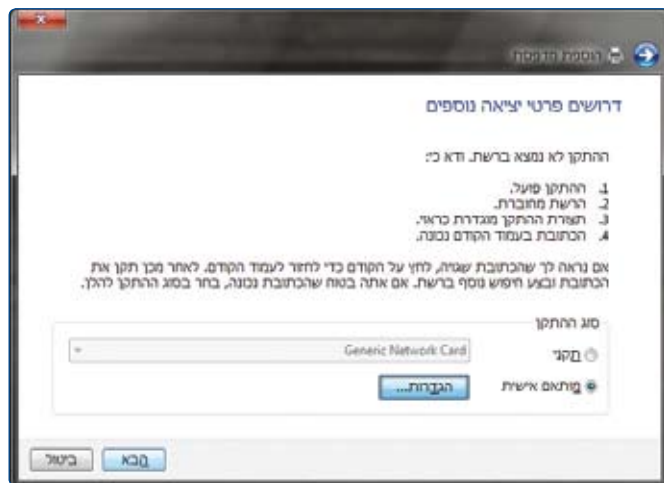 הוספת מדפסת
דרושים פרטי יציאה נוספים
ההתקן לא נמצא ברשת. ודא כי:
1. ההתקן פועל.
2. הרשת מחוברת.
3. תצורת ההתקן מוגדרת כראוי.
4. הכתובת בעמוד הקודם נכונה.
אם נראה לך שהכתובת שגויה, לחץ על הקודם כדי לחזור לעמוד הקודם. לאחר מכן תקן את
הכתובת ובצע חיפוש נוסף ברשת. אם אתה בטוח שהכתובת נכונה, בחר בסוג ההתקן להלן.
סוג ההתקן
תקני Generic Network Card
מותאם אישית הגדרות...
הבא ביטול